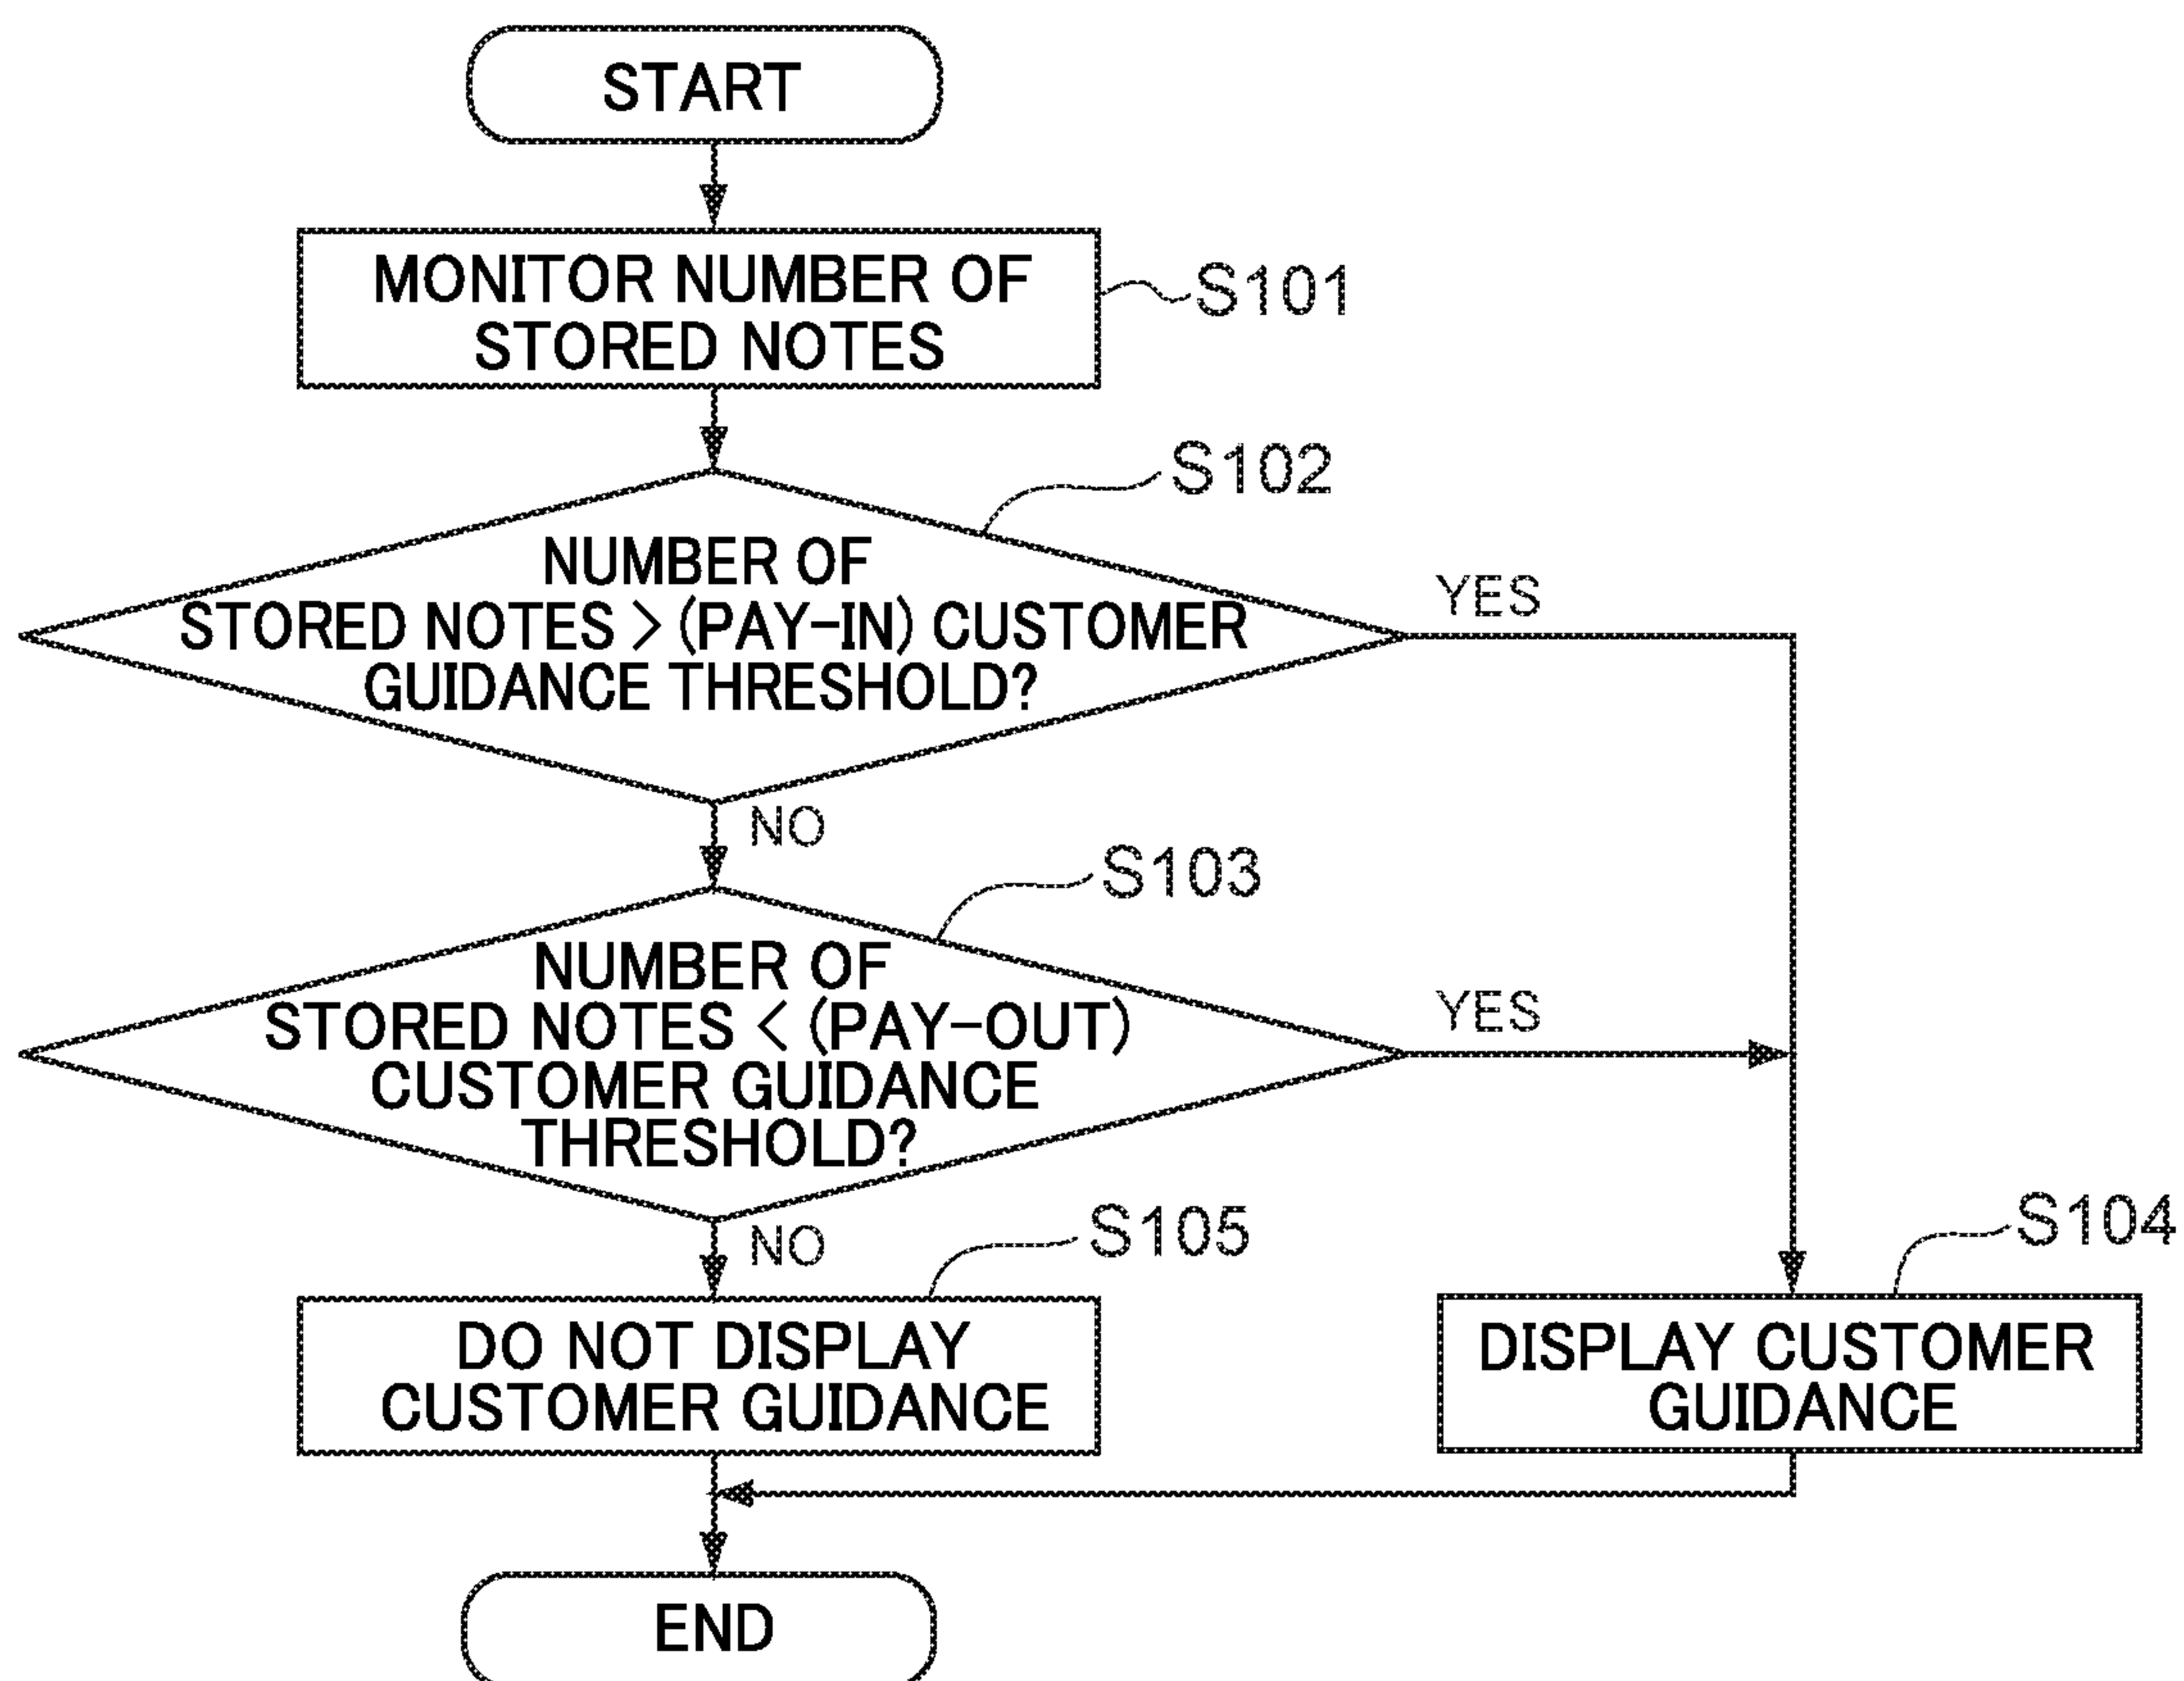 START
MONITOR NUMBER OF
STORED NOTES
S101
S102
NUMBER OF
STORED NOTES > (PAY-IN) CUSTOMER
GUIDANCE THRESHOLD?
YES
NO
S103
NUMBER OF
STORED NOTES < (PAY-OUT)
CUSTOMER GUIDANCE
THRESHOLD?
YES
NO
S105
S104
DO NOT DISPLAY
CUSTOMER GUIDANCE
DISPLAY CUSTOMER
GUIDANCE
END